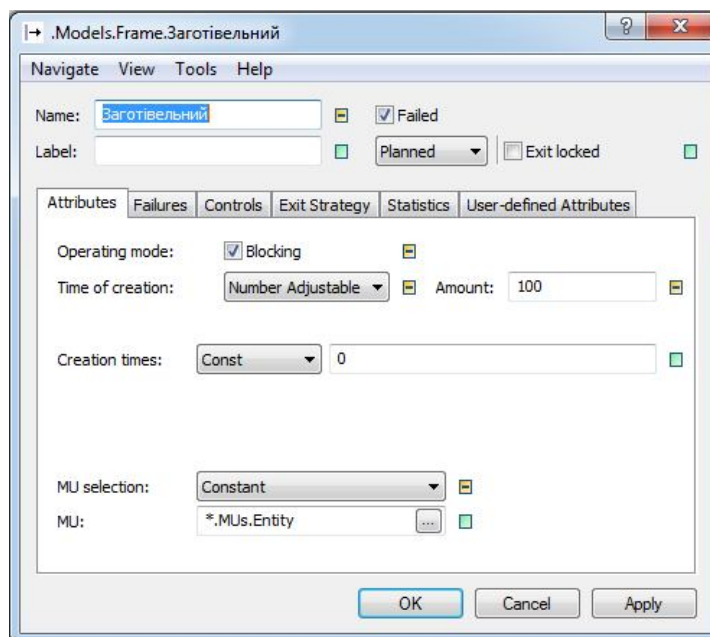 .Models.Frame.Заготівельний
Navigate View Tools Help
Name: Заготівельний Failed
Label: Planned Exit locked
Attributes Failures Controls Exit Strategy Statistics User-defined Attributes
Operating mode: Blocking
Time of creation: Number Adjustable Amount: 100
Creation times: Const 0
MU selection: Constant
MU: *.MUs.Entity ...
OK Cancel Apply